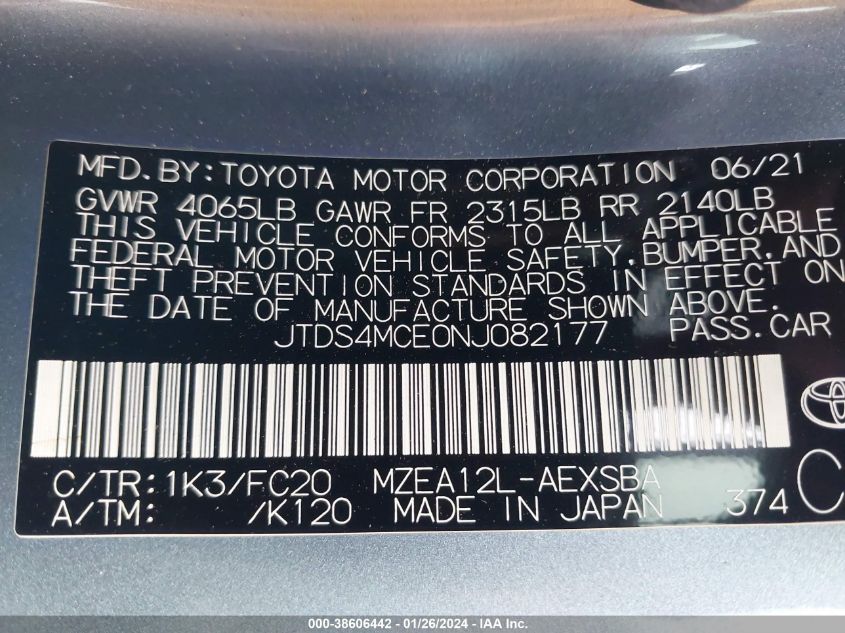 MFD.BY:TOYOTA MOTOR CORPORATION 06/21
GVWR 4065LB GAWR FR 2315LB RR 2140LB
THIS VEHICLE CONFORMS TO ALL APPLICABLE
FEDERAL MOTOR VEHICLE SAFETY,BUMPER,AND
THEFT PREVENTION STANDARDS IN EFFECT ON
THE DATE OF MANUFACTURE SHOWN ABOVE.
JTDS4MCE0NJ082177 PASS.CAR
C/TR:1K3/FC20 MZEA12L-AEXSBA C
A/TM: /K120 MADE IN JAPAN 374
000-38606442 - 01/26/2024 - IAA Inc.